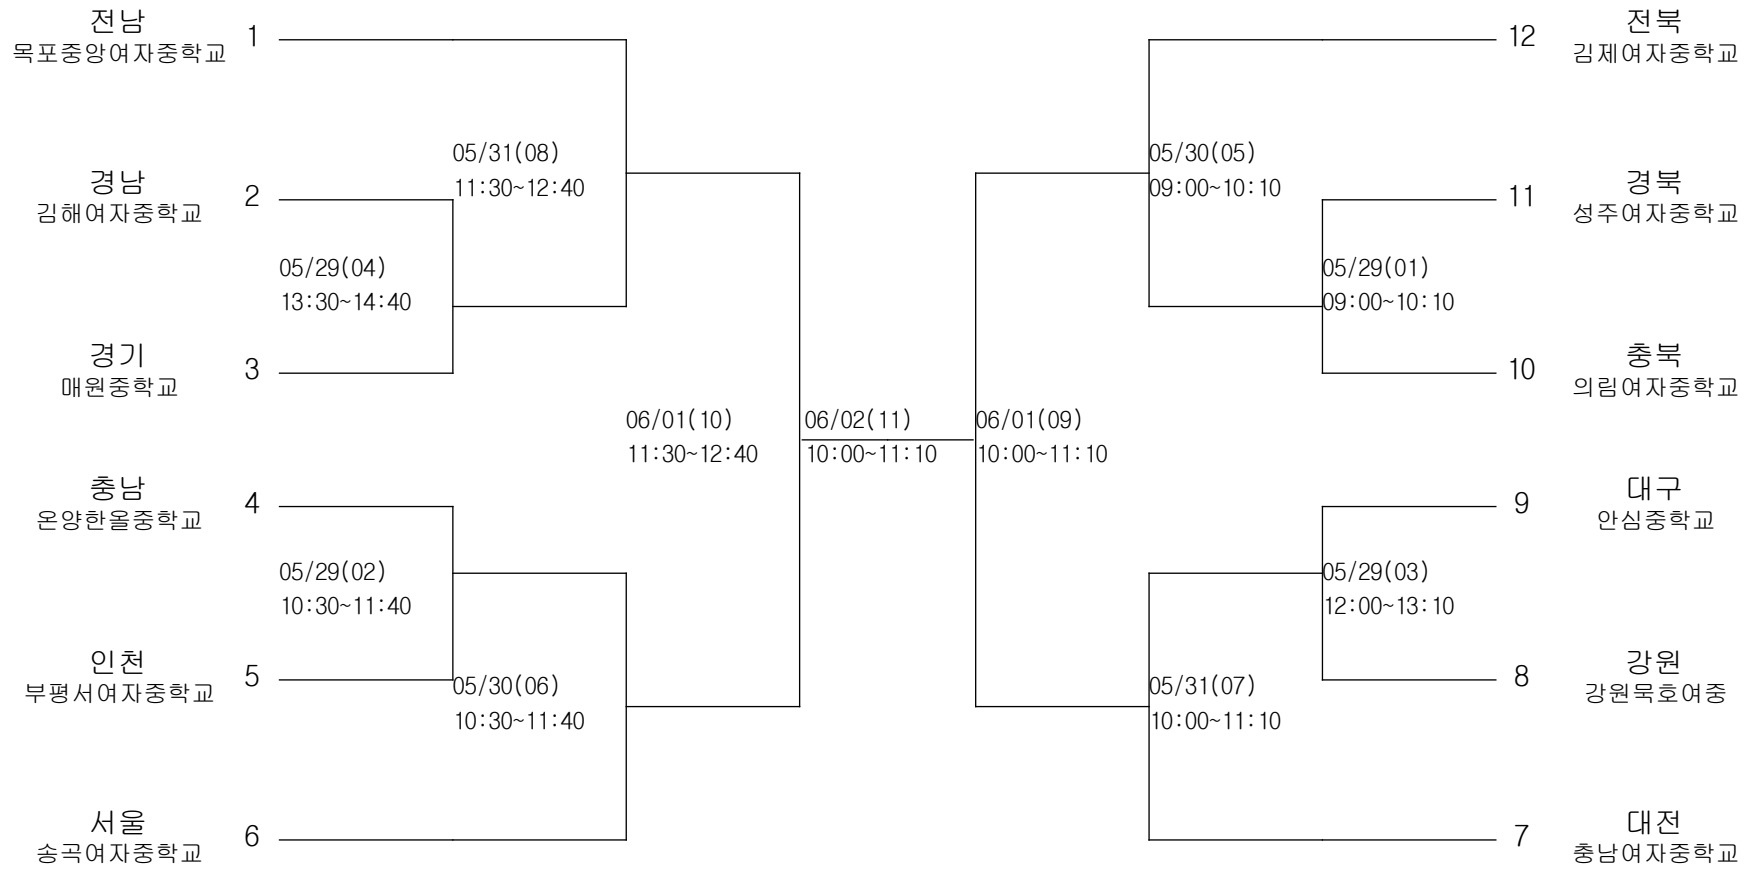 전남
목포중앙여자중학교
1
05/31(08)
11:30~12:40
경남
김해여자중학교
2
05/29(04)
13:30~14:40
경기
매원중학교
3
06/01(10)
11:30~12:40
충남
온양한올중학교
4
05/29(02)
10:30~11:40
인천
부평서여자중학교
5
05/30(06)
10:30~11:40
서울
송곡여자중학교
6
06/02(11)
10:00~11:10
12
전북
김제여자중학교
05/30(05)
09:00~10:10
11
경북
성주여자중학교
05/29(01)
09:00~10:10
10
충북
의림여자중학교
06/01(09)
10:00~11:10
9
대구
안심중학교
05/29(03)
12:00~13:10
8
강원
강원묵호여중
05/31(07)
10:00~11:10
7
대전
충남여자중학교